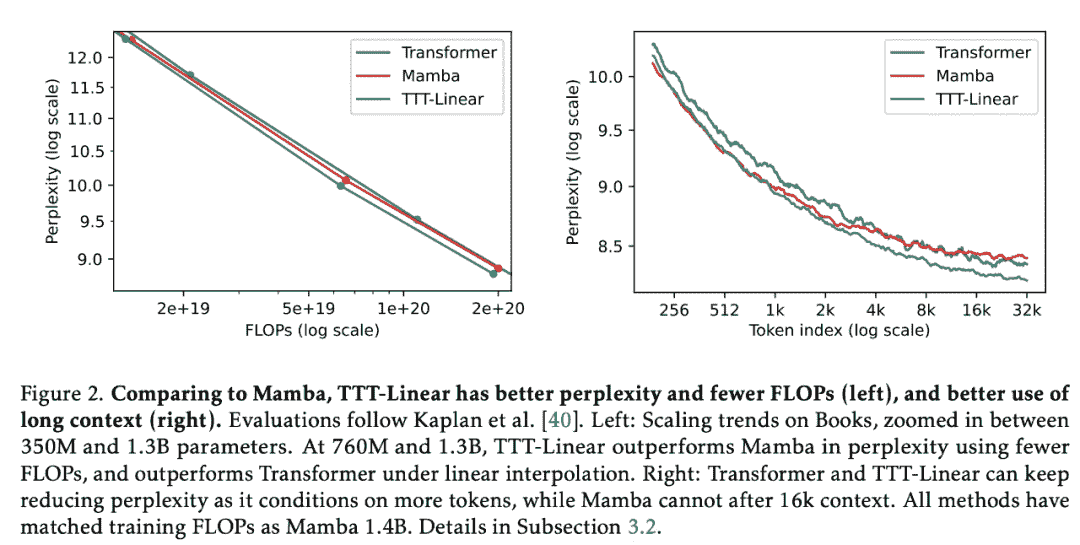 12.0
11.5
11.0
10.5
10.0
9.5
9.0
Perplexity (log scale)
Transformer
Mamba
TTT-Linear
2e+19
5e+19
1e+20
2e+20
FLOPs (log scale)
10.0
9.5
9.0
8.5
Perplexity (log scale)
Transformer
Mamba
TTT-Linear
256
512
1k
2k
4k
8k
16k
32k
Token index (log scale)
Figure 2. Comparing to Mamba, TTT-Linear has better perplexity and fewer FLOPs (left), and better use of
long context (right). Evaluations follow Kaplan et al. [40]. Left: Scaling trends on Books, zoomed in between
350M and 1.3B parameters. At 760M and 1.3B, TTT-Linear outperforms Mamba in perplexity using fewer
FLOPs, and outperforms Transformer under linear interpolation. Right: Transformer and TTT-Linear can keep
reducing perplexity as it conditions on more tokens, while Mamba cannot after 16k context. All methods have
matched training FLOPs as Mamba 1.4B. Details in Subsection 3.2.